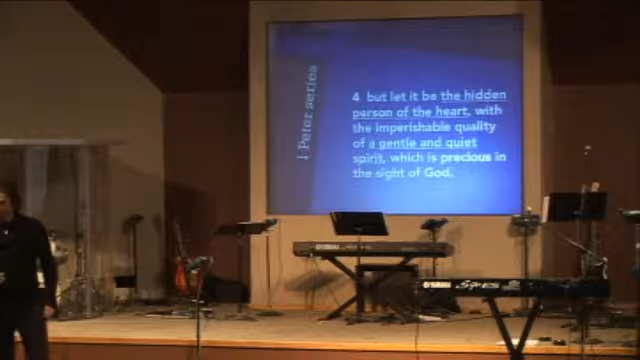 1 Peter series
4 but let it be the hidden
person of the heart, with
the imperishable quality
of a gentle and quiet
spirit, which is precious in
the sight of God.
YAMAHA